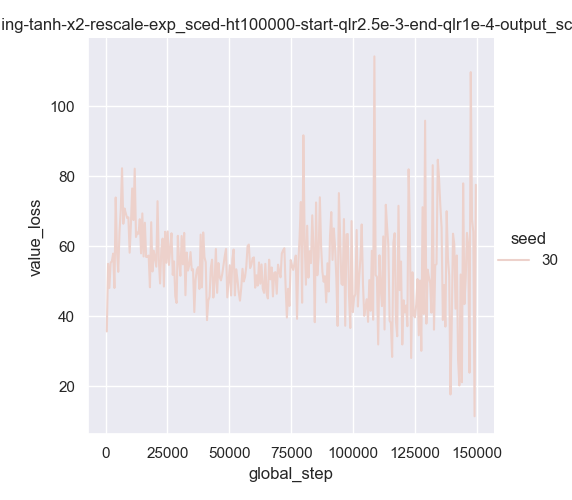 ing-tanh-x2-rescale-exp_sced-ht100000-start-qlr2.5e-3-end-qlr1e-4-output_sc
100
80
60
40
20
value_loss
0 25000 50000 75000 100000 125000 150000
global_step
seed
30